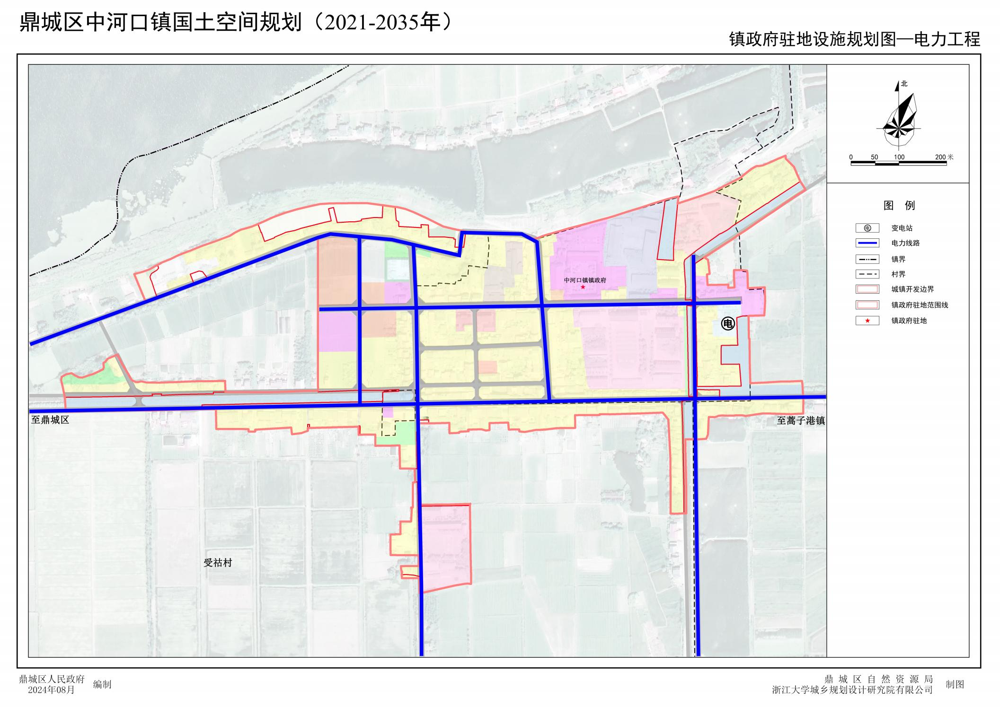 鼎城区中河口镇国土空间规划（2021-2035年）
镇政府驻地设施规划图—电力工程
北
0 50 100 200 米
图 例
电 变电站
电力线路
镇界
村界
城镇开发边界
镇政府驻地范围线
镇政府驻地
中河口镇镇政府
电
至鼎城区
至蒿子港镇
受祜村
鼎城区人民政府
2024年08月
编制
鼎城区自然资源局
浙江大学城乡规划设计研究院有限公司
制图